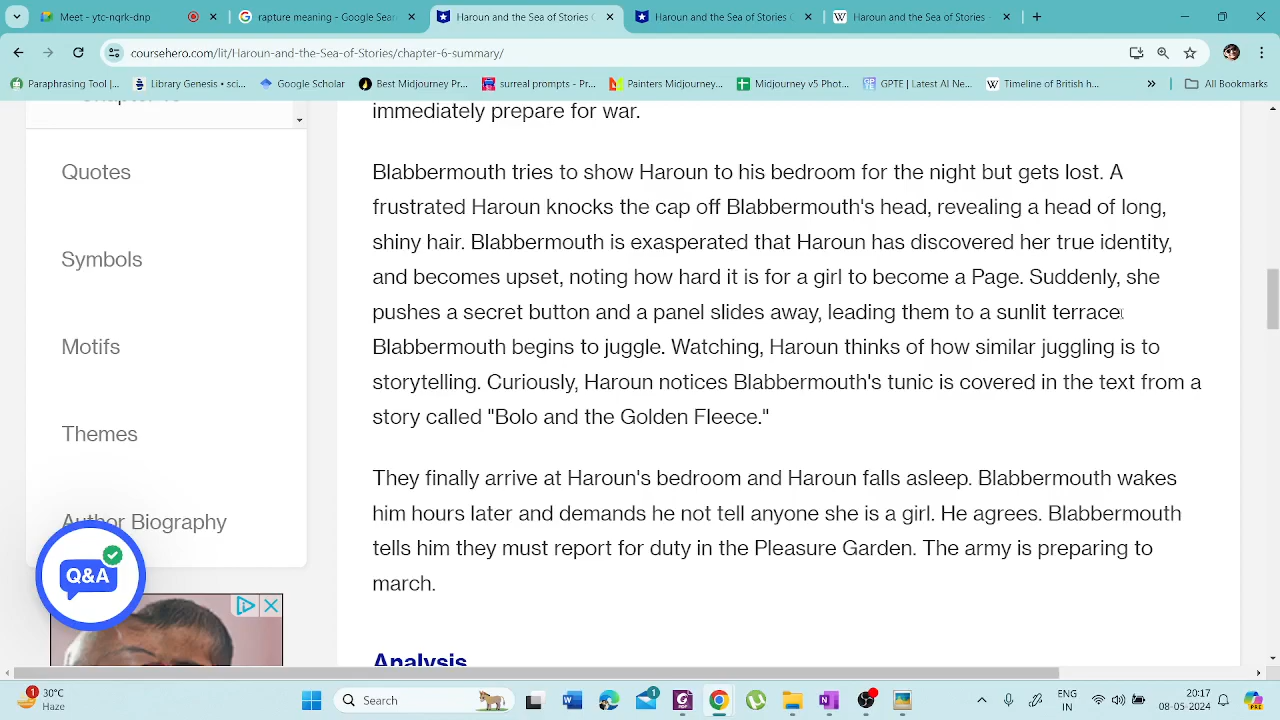 Meet - ytc-nqrk-dnp
rapture meaning - Google Sea
Haroun and the Sea of Stories C
Haroun and the Sea of Stories C
Haroun and the Sea of Stories -
coursehero.com/lit/Haroun-and-the-Sea-of-Stories/chapter-6-summary/
Paraphrasing Tool |...
Library Genesis • sci...
Google Scholar
Best Midjourney Pr...
surreal prompts - Pr...
Painters Midjourney...
Midjourney v5 Phot...
GPTE | Latest Optio...
Timeline of British h...
»
All Bookmarks
Quotes
Symbols
Motifs
Themes
Author Biography
Q&A
immediately prepare for war.
Blabbermouth tries to show Haroun to his bedroom for the night but gets lost. A
frustrated Haroun knocks the cap off Blabbermouth's head, revealing a head of long,
shiny hair. Blabbermouth is exasperated that Haroun has discovered her true identity,
and becomes upset, noting how hard it is for a girl to become a Page. Suddenly, she
pushes a secret button and a panel slides away, leading them to a sunlit terrace.
Blabbermouth begins to juggle. Watching, Haroun thinks of how similar juggling is to
storytelling. Curiously, Haroun notices Blabbermouth's tunic is covered in the text from a
story called "Bolo and the Golden Fleece."
They finally arrive at Haroun's bedroom and Haroun falls asleep. Blabbermouth wakes
him hours later and demands he not tell anyone she is a girl. He agrees. Blabbermouth
tells him they must report for duty in the Pleasure Garden. The army is preparing to
march.
Analysis
1
30°C
Haze
Search
1
ENG
IN
20:17
08-05-2024